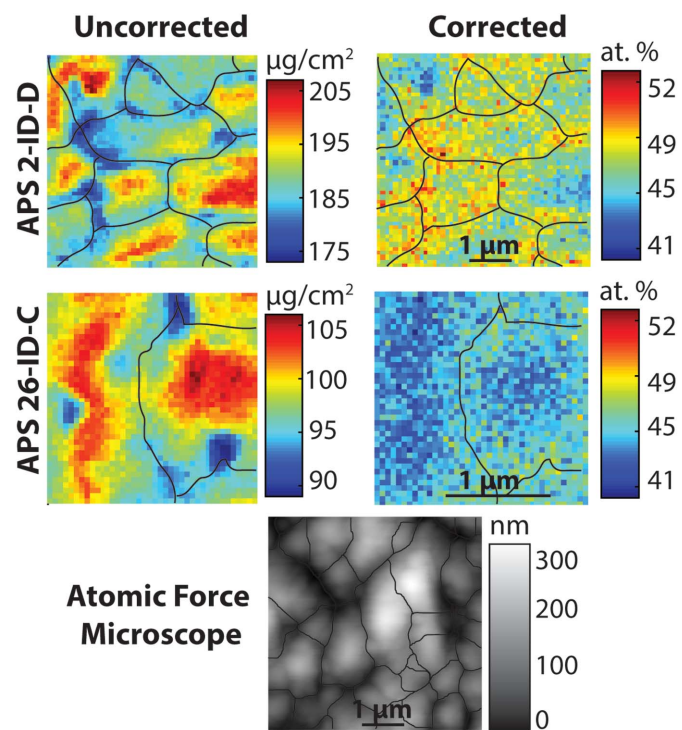 Uncorrected
Corrected
APS 2-ID-D
µg/cm²
205
195
185
175
at. %
52
49
45
41
1 µm
APS 26-ID-C
µg/cm²
105
100
95
90
at. %
52
49
45
41
1 µm
Atomic Force
Microscope
nm
300
200
100
0
1 µm